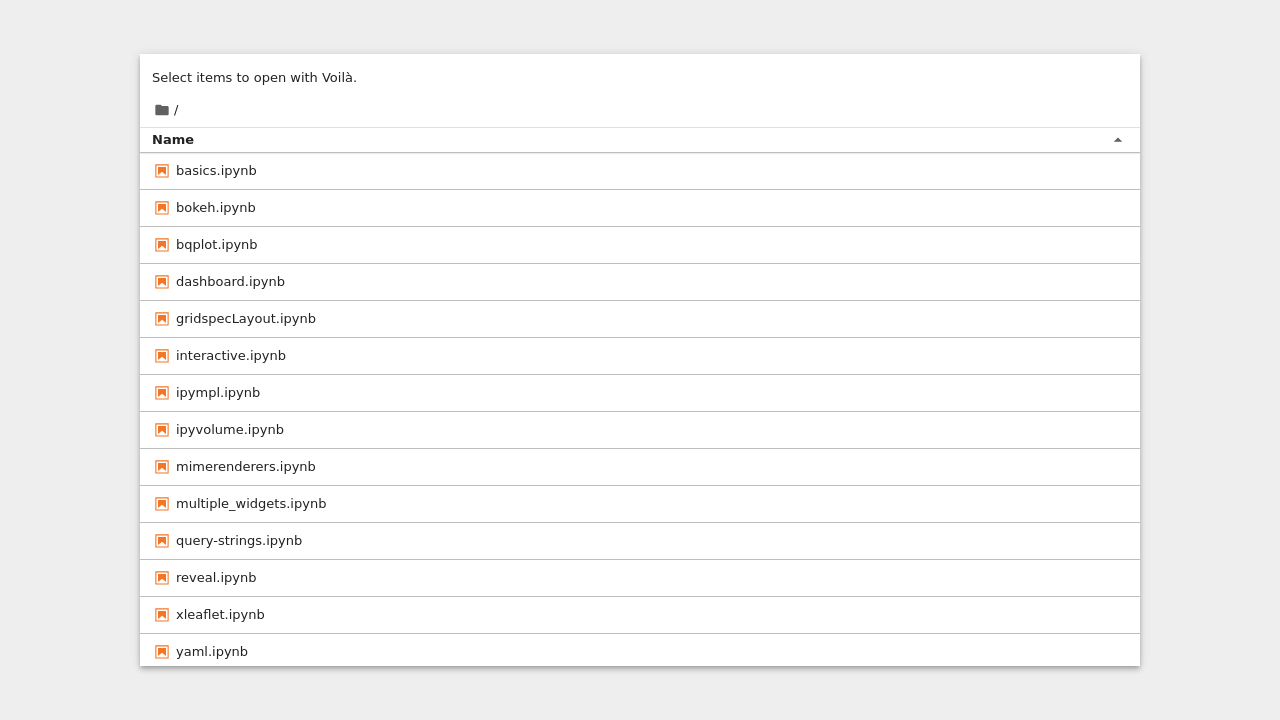 Select items to open with Voilà.
/
Name
basics.ipynb
bokeh.ipynb
bqplot.ipynb
dashboard.ipynb
gridspecLayout.ipynb
interactive.ipynb
ipympl.ipynb
ipyvolume.ipynb
mimerenderers.ipynb
multiple_widgets.ipynb
query-strings.ipynb
reveal.ipynb
xleaflet.ipynb
yaml.ipynb